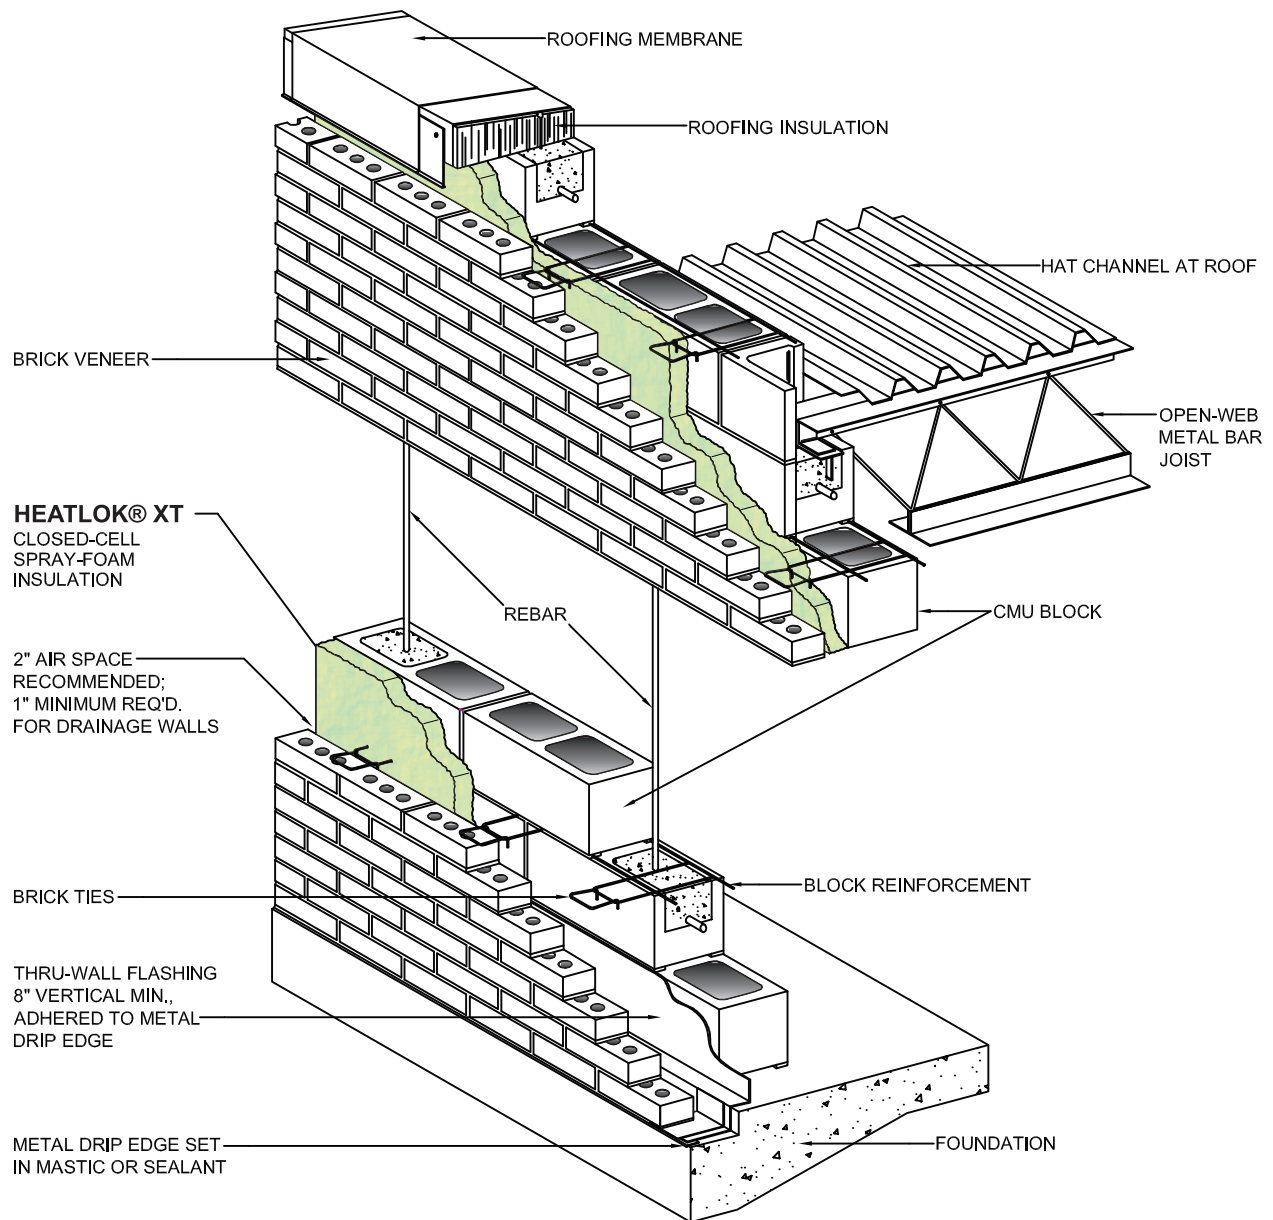 ROOFING MEMBRANE
ROOFING INSULATION
HAT CHANNEL AT ROOF
BRICK VENEER
OPEN-WEB
METAL BAR
JOIST
HEATLOK® XT
CLOSED-CELL
SPRAY-FOAM
INSULATION
REBAR
CMU BLOCK
2" AIR SPACE
RECOMMENDED;
1" MINIMUM REQ'D.
FOR DRAINAGE WALLS
BRICK TIES
BLOCK REINFORCEMENT
THRU-WALL FLASHING
8" VERTICAL MIN.,
ADHERED TO METAL
DRIP EDGE
METAL DRIP EDGE SET
IN MASTIC OR SEALANT
FOUNDATION